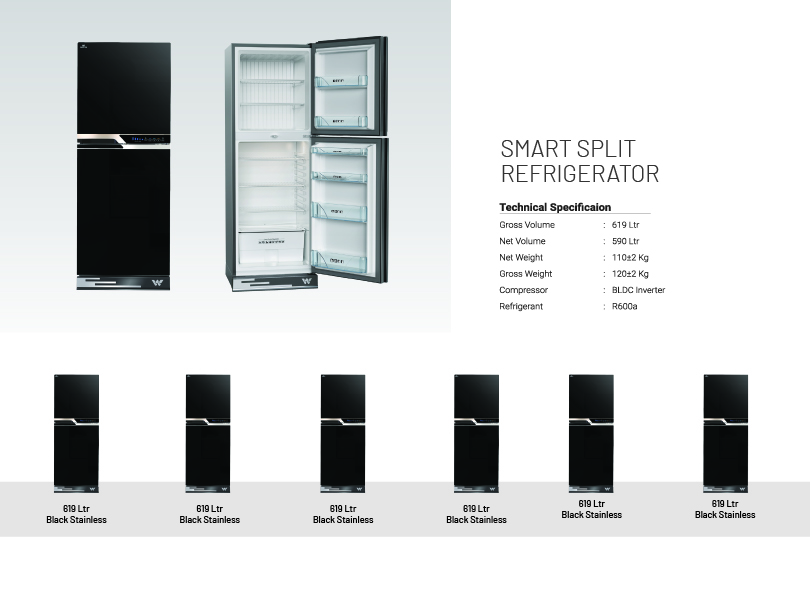 SMART SPLIT
REFRIGERATOR
Technical Specificaion
Gross Volume : 619 Ltr
Net Volume : 590 Ltr
Net Weight : 110±2 Kg
Gross Weight : 120±2 Kg
Compressor : BLDC Inverter
Refrigerant : R600a
619 Ltr
Black Stainless
619 Ltr
Black Stainless
619 Ltr
Black Stainless
619 Ltr
Black Stainless
619 Ltr
Black Stainless
619 Ltr
Black Stainless